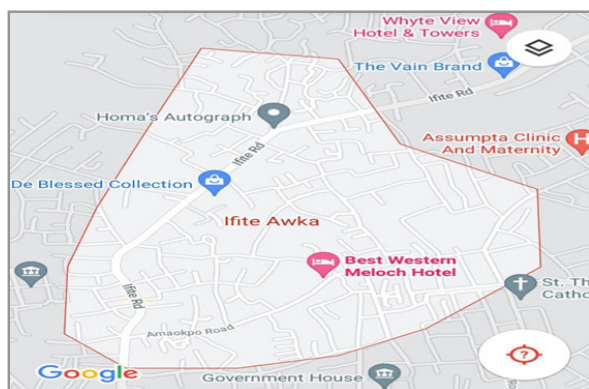 Whyte View
Hotel & Towers
The Vain Brand
Ifite Rd
Homa's Autograph
Assumpta Clinic
And Maternity
Ifite Rd
De Blessed Collection
Ifite Awka
Best Western
Meloch Hotel
St. Th
Catho
Ifite Rd
Amaokpo Road
Google
Government House
?